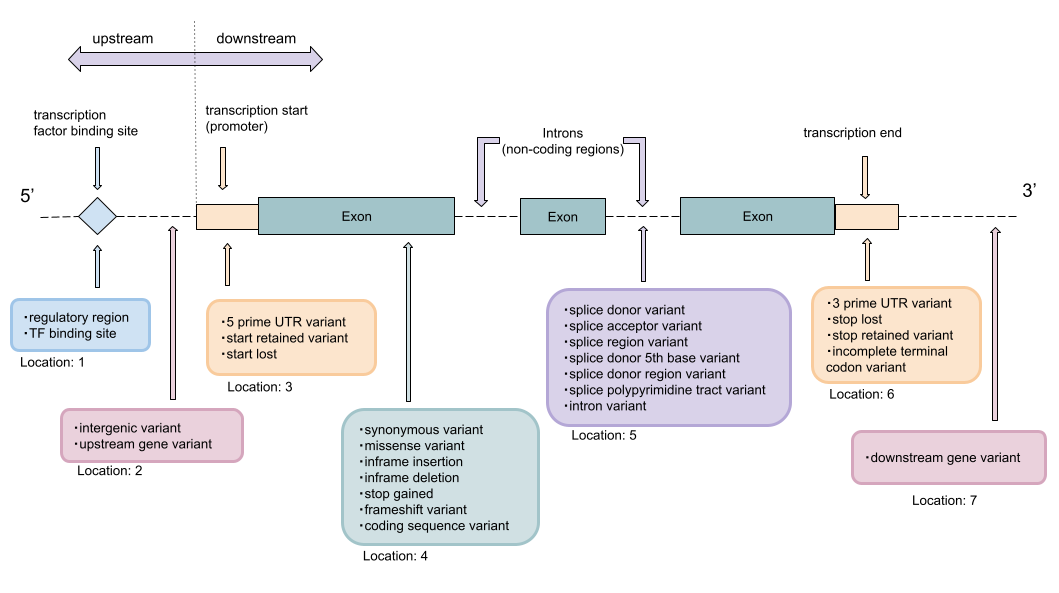 upstream
downstream
transcription
factor binding site
transcription start
(promoter)
Introns
(non-coding regions)
transcription end
5’
3’
Exon
Exon
Exon
・regulatory region
・TF binding site
Location: 1
・intergenic variant
・upstream gene variant
Location: 2
・5 prime UTR variant
・start retained variant
・start lost
Location: 3
・synonymous variant
・missense variant
・inframe insertion
・inframe deletion
・stop gained
・frameshift variant
・coding sequence variant
Location: 4
・splice donor variant
・splice acceptor variant
・splice region variant
・splice donor 5th base variant
・splice donor region variant
・splice polypyrimidine tract variant
・intron variant
Location: 5
・3 prime UTR variant
・stop lost
・stop retained variant
・incomplete terminal
codon variant
Location: 6
・downstream gene variant
Location: 7